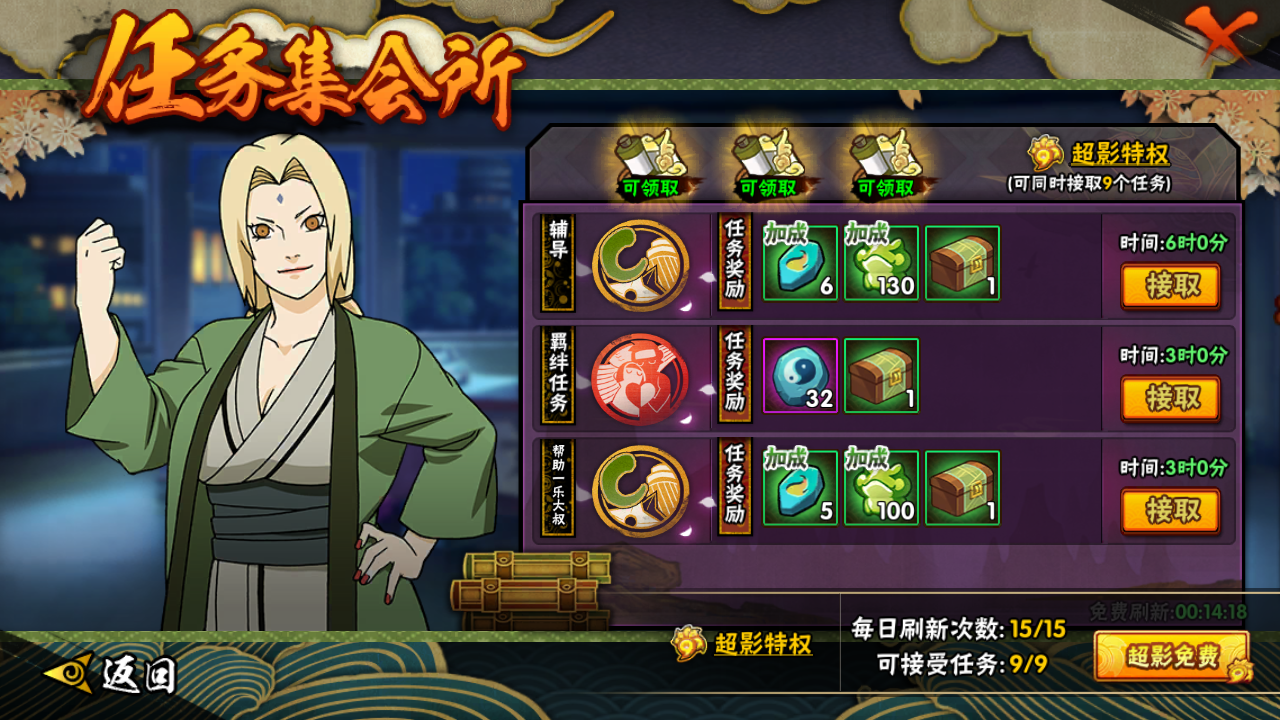 任务集会所
可领取
可领取
可领取
超影特权
(可同时接取9个任务)
辅导
任务奖励
加成
6
加成
130
1
时间:6时0分
接取
羁绊任务
任务奖励
32
1
时间:3时0分
接取
帮助一乐大叔
任务奖励
加成
5
加成
100
1
时间:3时0分
接取
免费刷新:00:14:18
超影特权
每日刷新次数:15/15
可接受任务:9/9
超影免费
返回